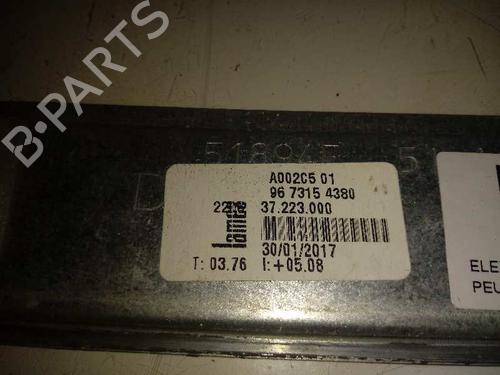 B-PARTS
A002C5 01
96 7315 4380
37.223.000
30/01/2017
T: 03.76 I:+05.08
ELE
PEU